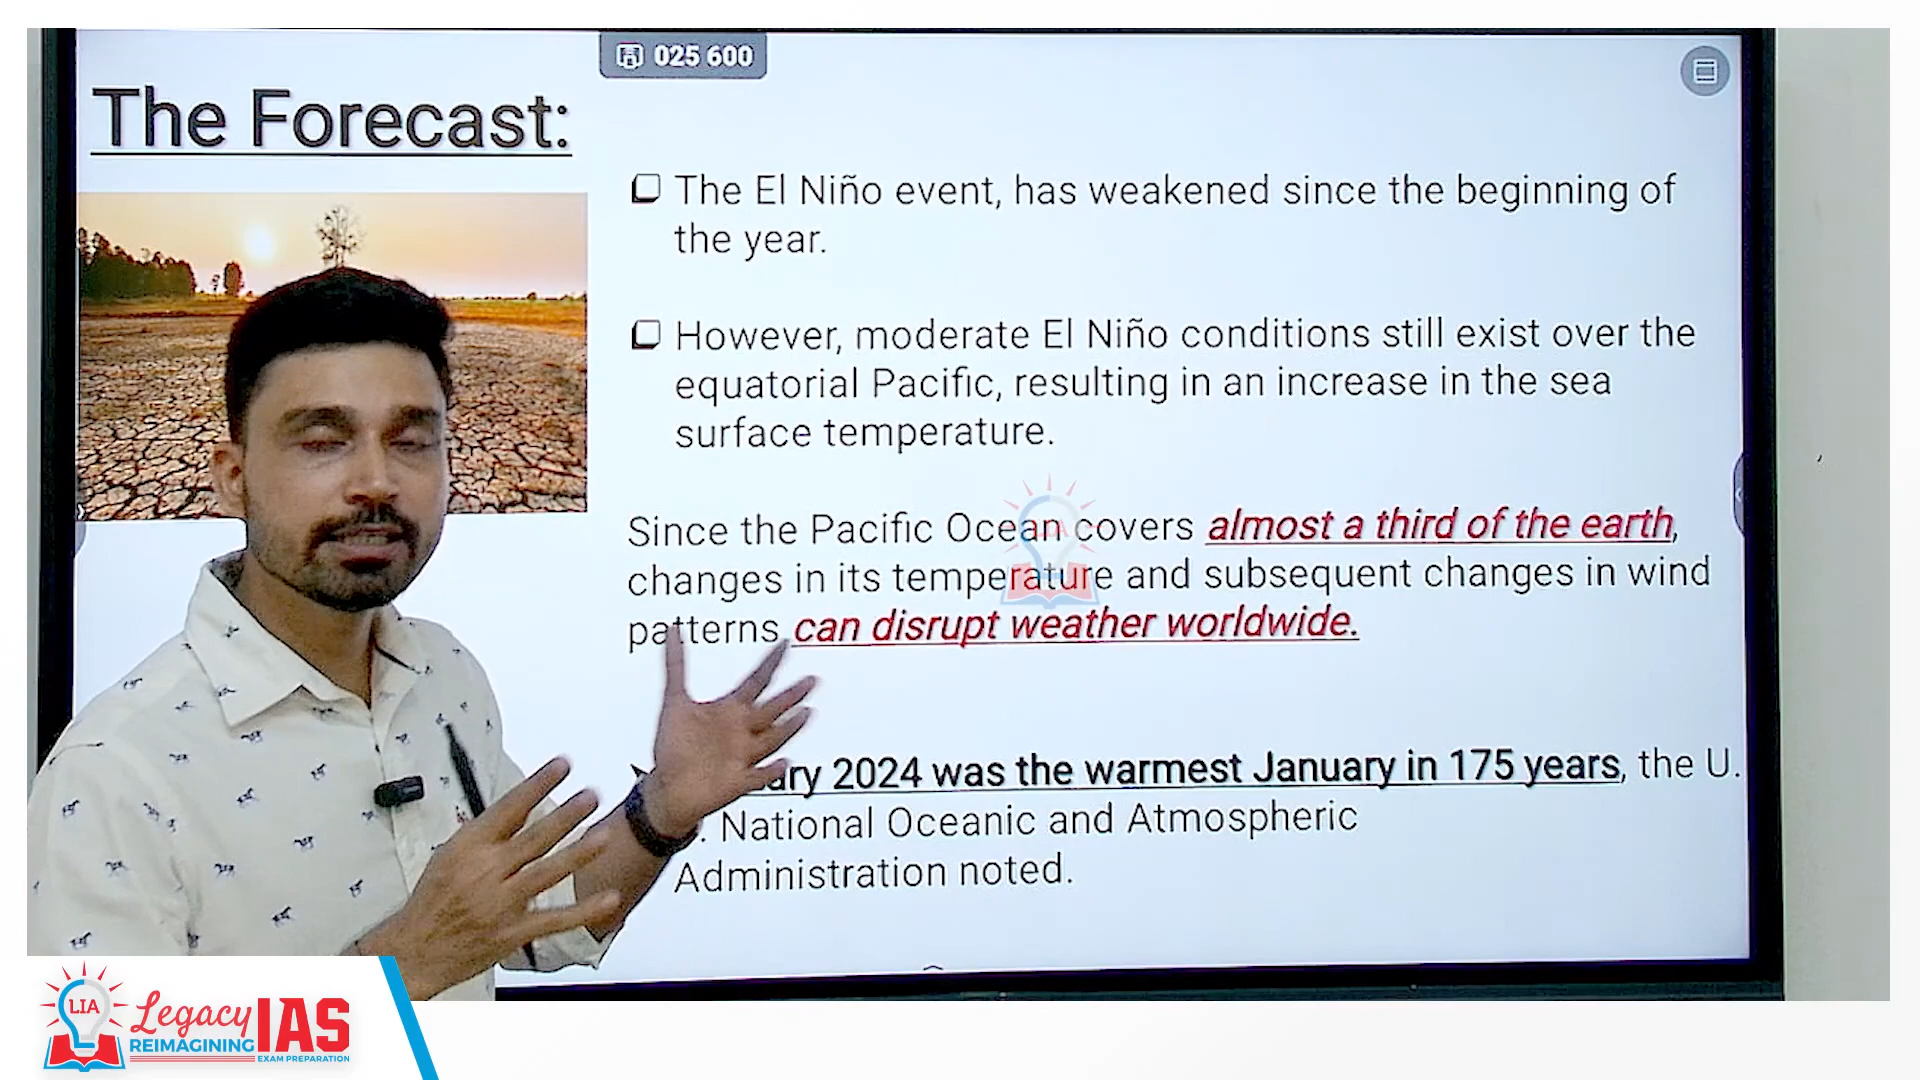 025 600
The Forecast:
The El Niño event, has weakened since the beginning of
the year.
However, moderate El Niño conditions still exist over the
equatorial Pacific, resulting in an increase in the sea
surface temperature.
Since the Pacific Ocean covers almost a third of the earth,
changes in its temperature and subsequent changes in wind
patterns can disrupt weather worldwide.
2024 was the warmest January in 175 years, the U.
. National Oceanic and Atmospheric
Administration noted.
LIA
Legacy IAS
REIMAGINING
EXAM PREPARATION